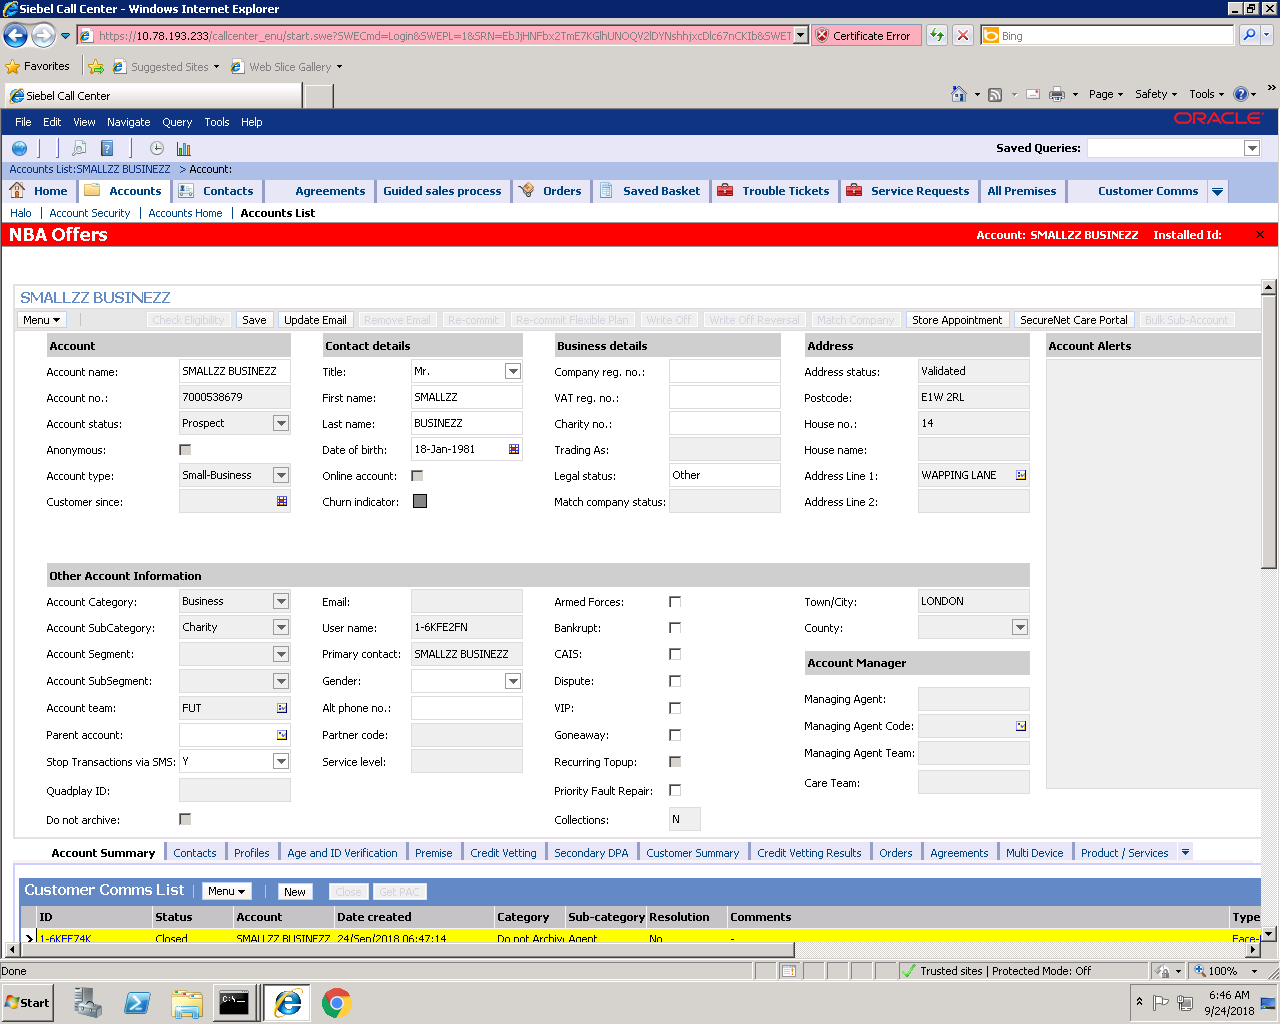 Siebel Call Center - Windows Internet Explorer
https://10.78.193.233/callcenter_enu/start.swe?SWECmd=Login&SWEPL=1&SRN=EbJjHNFbx2TmE7KGlhUNOQV2lDYNshhjxcDlc67nCKIb&SWET
Certificate Error
Bing
Favorites
Suggested Sites
Web Slice Gallery
Siebel Call Center
Page
Safety
Tools
File Edit View Navigate Query Tools Help
ORACLE
Saved Queries:
Accounts List:SMALLZZ BUSINEZZ > Account:
Home Accounts Contacts Agreements Guided sales process Orders Saved Basket Trouble Tickets Service Requests All Premises Customer Comms
Halo | Account Security | Accounts Home | Accounts List
NBA Offers
Account: SMALLZZ BUSINEZZ Installed Id:
SMALLZZ BUSINEZZ
Menu Check Eligibility Save Update Email Remove Email Re-commit Re-commit Flexible Plan Write Off Write Off Reversal Match Company Store Appointment SecureNet Care Portal Bulk Sub-Account
Account Contact details Business details Address Account Alerts
Account name: SMALLZZ BUSINEZZ Title: Mr. Company reg. no.: Address status: Validated
Account no.: 7000538679 First name: SMALLZZ VAT reg. no.: Postcode: E1W 2RL
Account status: Prospect Last name: BUSINEZZ Charity no.: House no.: 14
Anonymous: Date of birth: 18-Jan-1981 Trading As: House name:
Account type: Small-Business Online account: Legal status: Other Address Line 1: WAPPING LANE
Customer since: Churn indicator: Match company status: Address Line 2:
Other Account Information
Account Category: Business Email: Armed Forces: Town/City: LONDON
Account SubCategory: Charity User name: 1-6KFE2FN Bankrupt: County:
Account Segment: Primary contact: SMALLZZ BUSINEZZ CAIS: Account Manager
Account SubSegment: Gender: Dispute:
Account team: FUT Alt phone no.: VIP: Managing Agent:
Parent account: Partner code: Goneaway: Managing Agent Code:
Stop Transactions via SMS: Y Service level: Recurring Topup: Managing Agent Team:
Quadplay ID: Priority Fault Repair: Care Team:
Do not archive: Collections: N
Account Summary Contacts Profiles Age and ID Verification Premise Credit Vetting Secondary DPA Customer Summary Credit Vetting Results Orders Agreements Multi Device Product / Services
Customer Comms List Menu New Close Get PAC
ID Status Account Date created Category Sub-category Resolution Comments Type
1-6KFE74K Closed SMALLZZ BUSINEZZ 24/Sep/2018 06:47:14 Do not Archiv Agent No - Face-
Done
Trusted sites | Protected Mode: Off
100%
Start
6:46 AM
9/24/2018